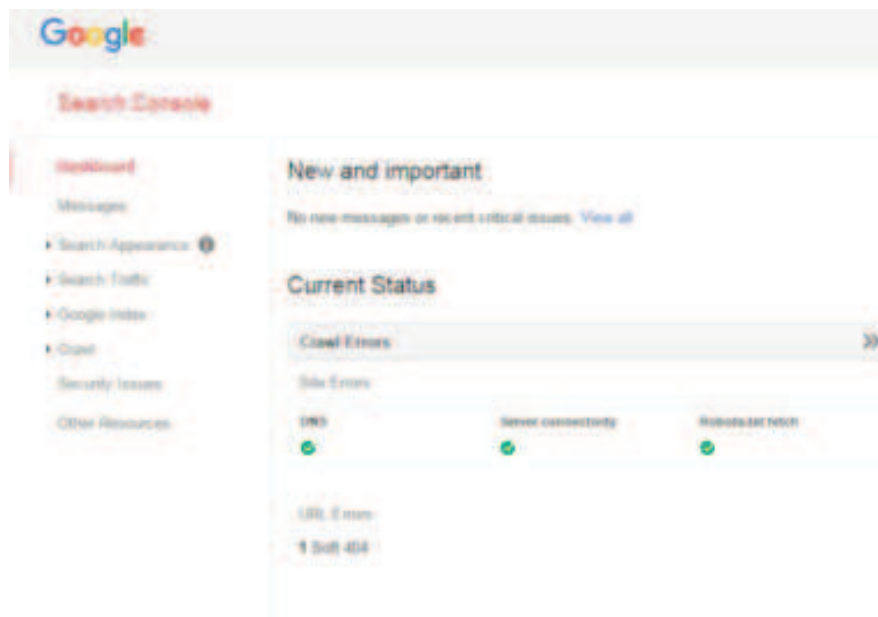 Google
Search Console
Dashboard
Messages
Search Appearance
Search Traffic
Google Index
Crawl
Security Issues
Other Resources
New and important
No new messages or recent critical issues. View all
Current Status
Crawl Errors
Site Errors
DNS
Server connectivity
Robots.txt fetch
URL Errors
1 Soft 404